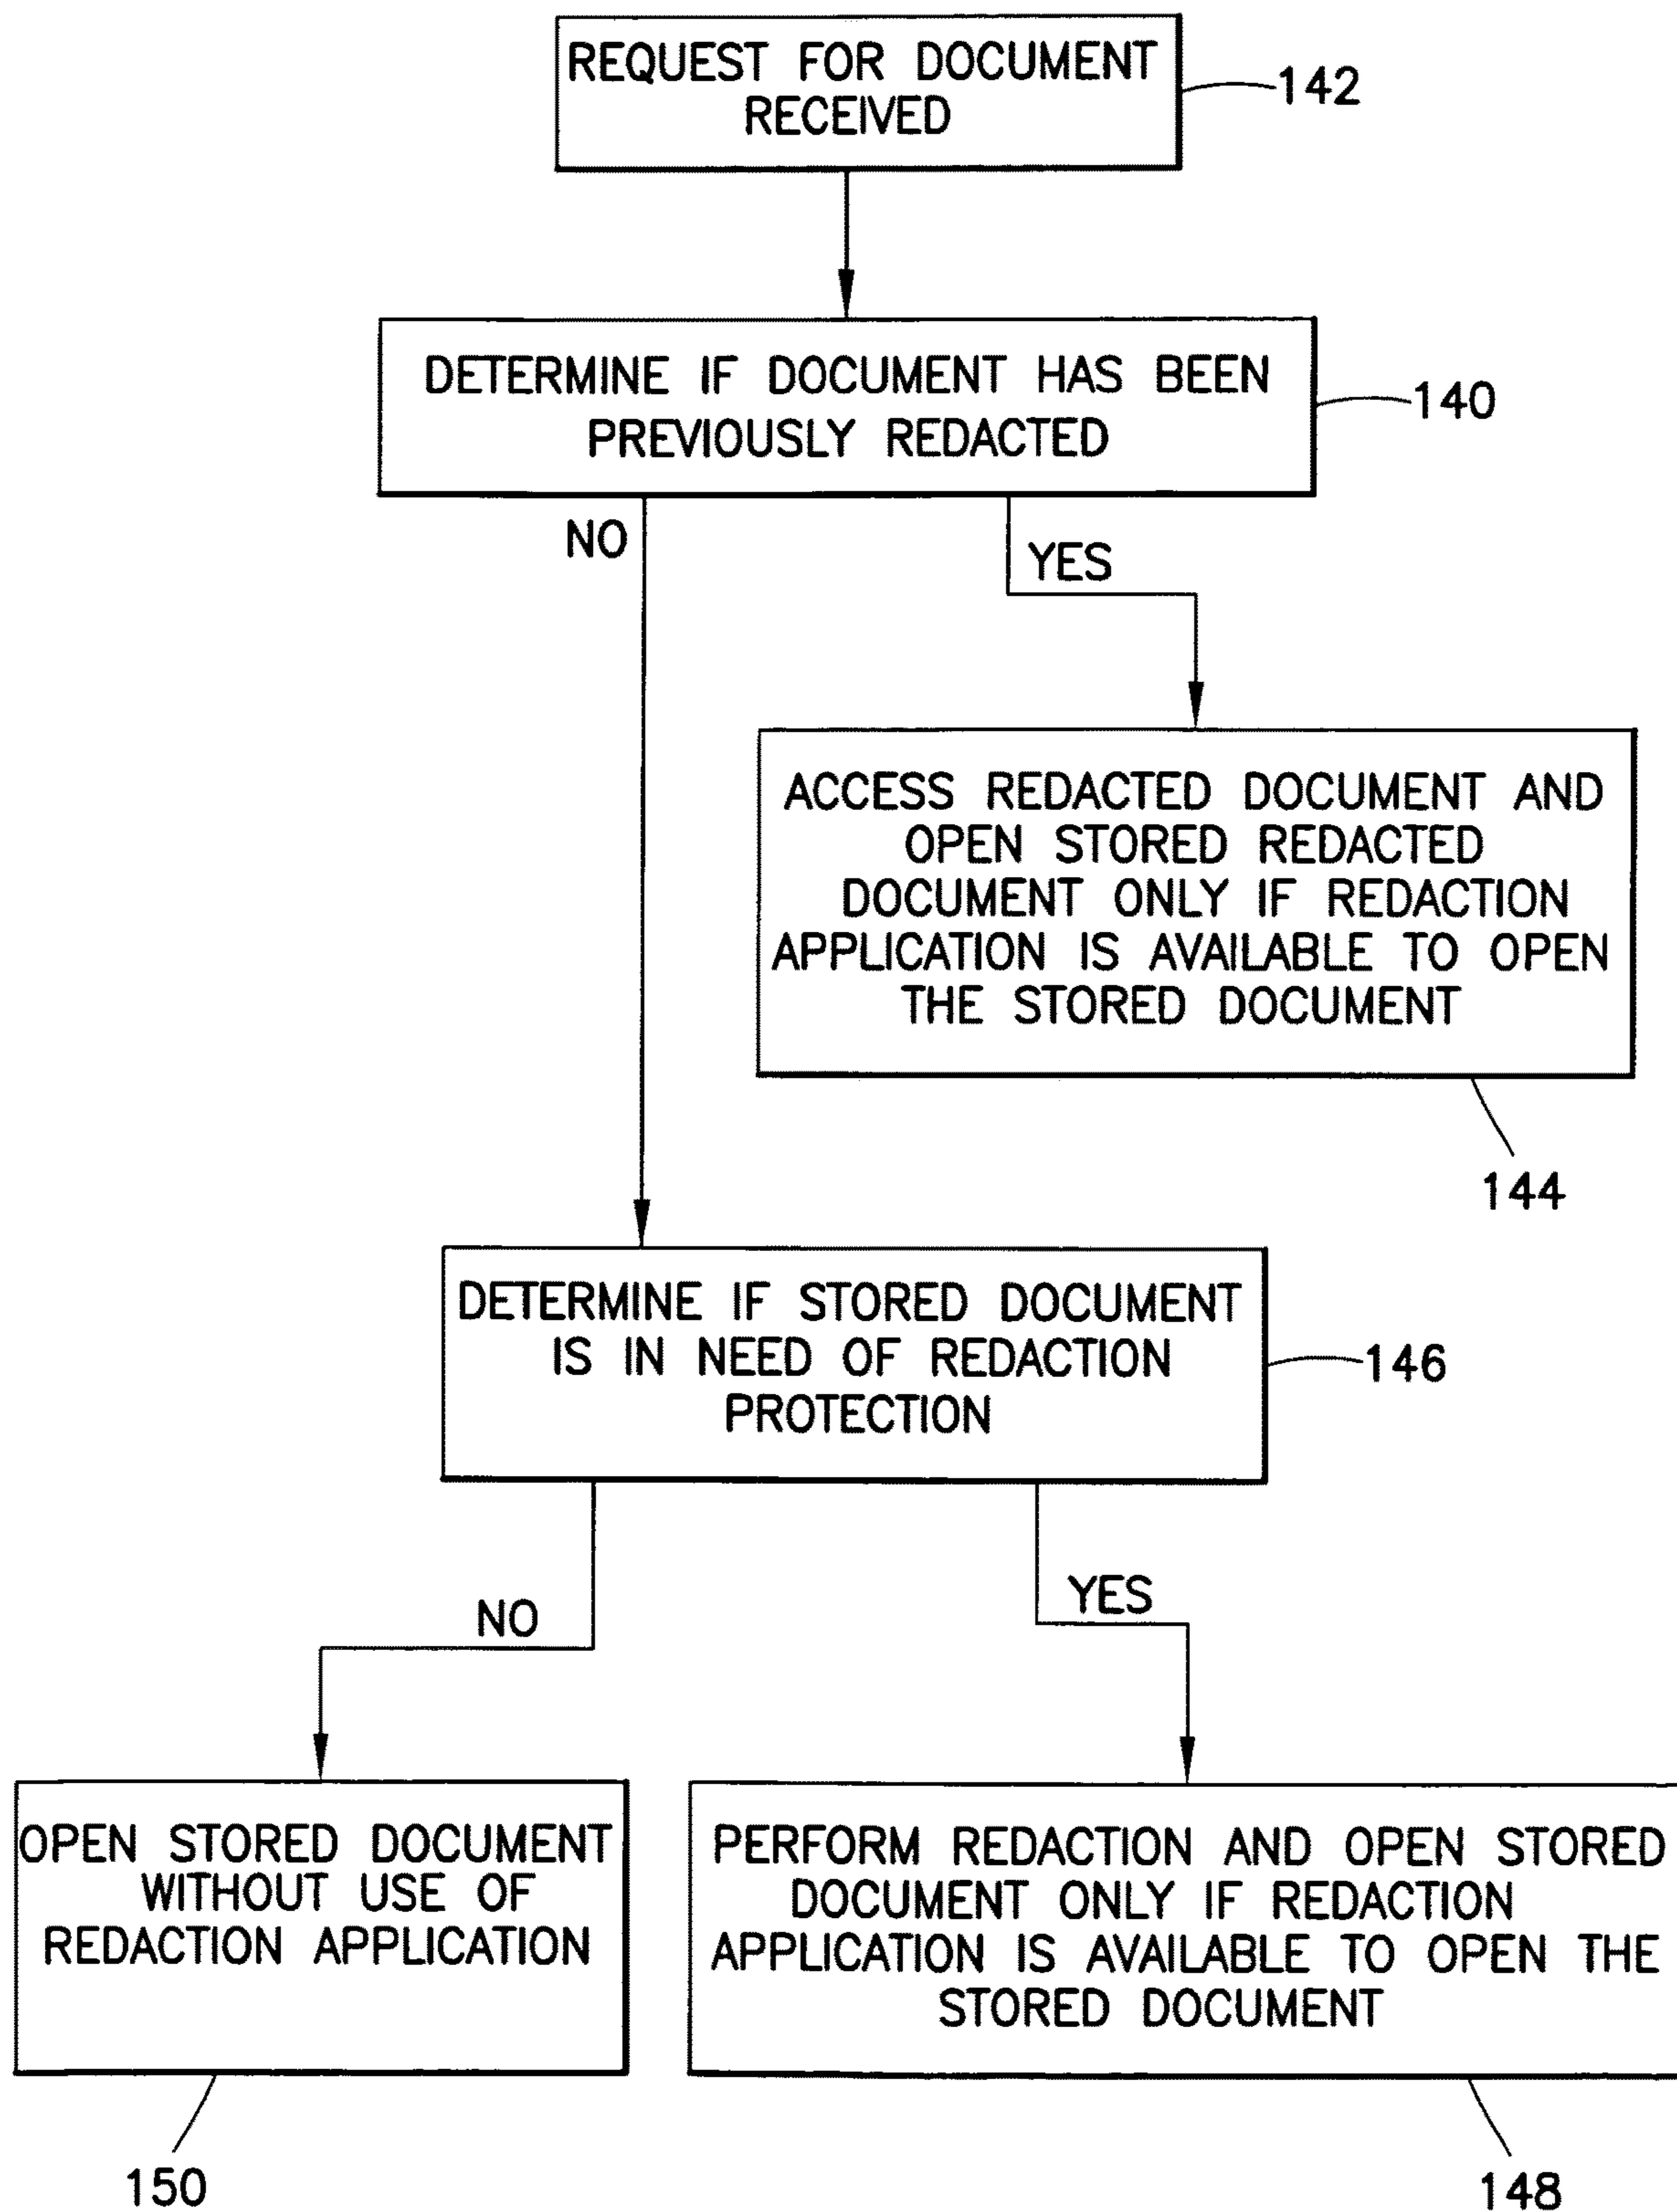 REQUEST FOR DOCUMENT
RECEIVED
142
DETERMINE IF DOCUMENT HAS BEEN
PREVIOUSLY REDACTED
140
NO
YES
ACCESS REDACTED DOCUMENT AND
OPEN STORED REDACTED
DOCUMENT ONLY IF REDACTION
APPLICATION IS AVAILABLE TO OPEN
THE STORED DOCUMENT
144
DETERMINE IF STORED DOCUMENT
IS IN NEED OF REDACTION
PROTECTION
146
NO
YES
OPEN STORED DOCUMENT
WITHOUT USE OF
REDACTION APPLICATION
150
PERFORM REDACTION AND OPEN STORED
DOCUMENT ONLY IF REDACTION
APPLICATION IS AVAILABLE TO OPEN THE
STORED DOCUMENT
148